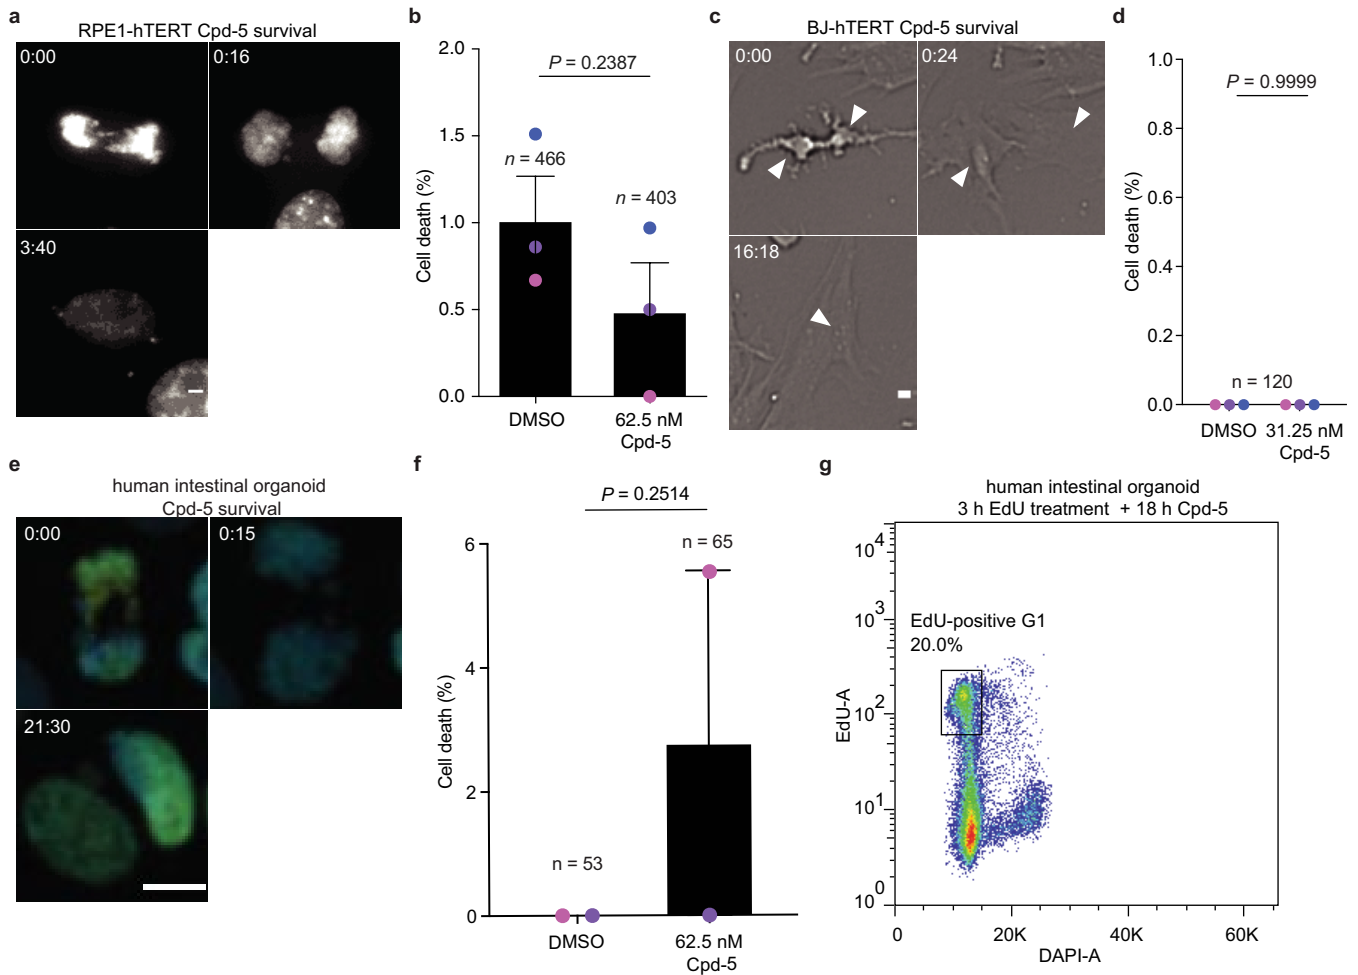 a
RPE1-hTERT Cpd-5 survival
0:00
0:16
3:40
b
2.0
1.5
1.0
0.5
0.0
Cell death (%)
P = 0.2387
n = 466
n = 403
DMSO
62.5 nM
Cpd-5
c
BJ-hTERT Cpd-5 survival
0:00
0:24
16:18
d
1.0
0.8
0.6
0.4
0.2
0.0
Cell death (%)
P = 0.9999
n = 120
DMSO
31.25 nM
Cpd-5
e
human intestinal organoid
Cpd-5 survival
0:00
0:15
21:30
f
P = 0.2514
6
4
2
0
Cell death (%)
n = 65
n = 53
DMSO
62.5 nM
Cpd-5
g
human intestinal organoid
3 h EdU treatment + 18 h Cpd-5
10^4
10^3
10^2
10^1
10^0
EdU-A
EdU-positive G1
20.0%
0
20K
40K
60K
DAPI-A